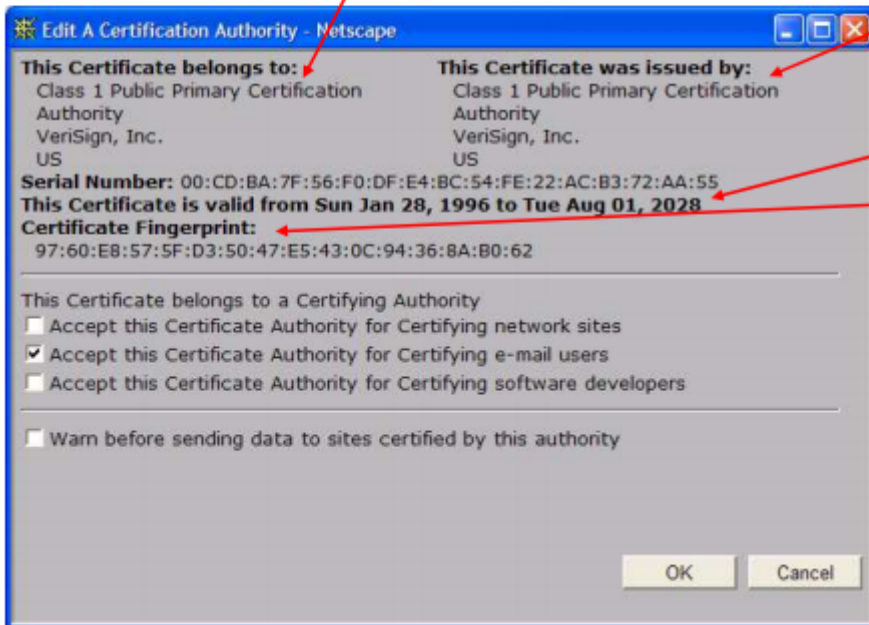 Edit A Certification Authority - Netscape
This Certificate belongs to:
Class 1 Public Primary Certification
Authority
VeriSign, Inc.
US
This Certificate was issued by:
Class 1 Public Primary Certification
Authority
VeriSign, Inc.
US
Serial Number: 00:CD:BA:7F:56:F0:DF:E4:BC:54:FE:22:AC:B3:72:AA:55
This Certificate is valid from Sun Jan 28, 1996 to Tue Aug 01, 2028
Certificate Fingerprint:
97:60:E8:57:5F:D3:50:47:E5:43:0C:94:36:8A:B0:62
This Certificate belongs to a Certifying Authority
Accept this Certificate Authority for Certifying network sites
Accept this Certificate Authority for Certifying e-mail users
Accept this Certificate Authority for Certifying software developers
Warn before sending data to sites certified by this authority
OK
Cancel